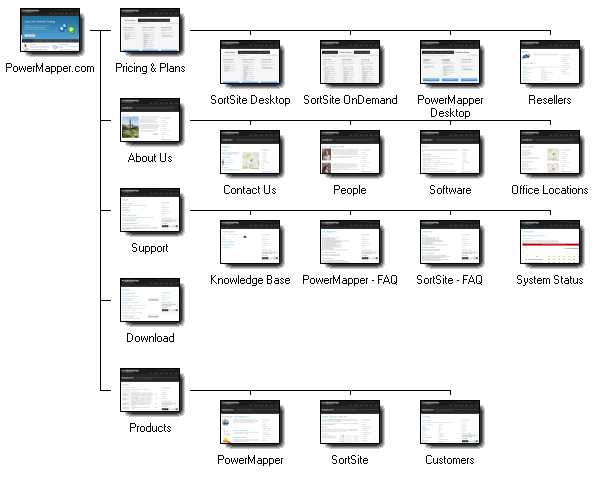 PowerMapper.com
Pricing & Plans
SortSite Desktop
SortSite OnDemand
PowerMapper
Desktop
Resellers
About Us
Contact Us
People
Software
Office Locations
Support
Knowledge Base
PowerMapper - FAQ
SortSite - FAQ
System Status
Download
Products
PowerMapper
SortSite
Customers